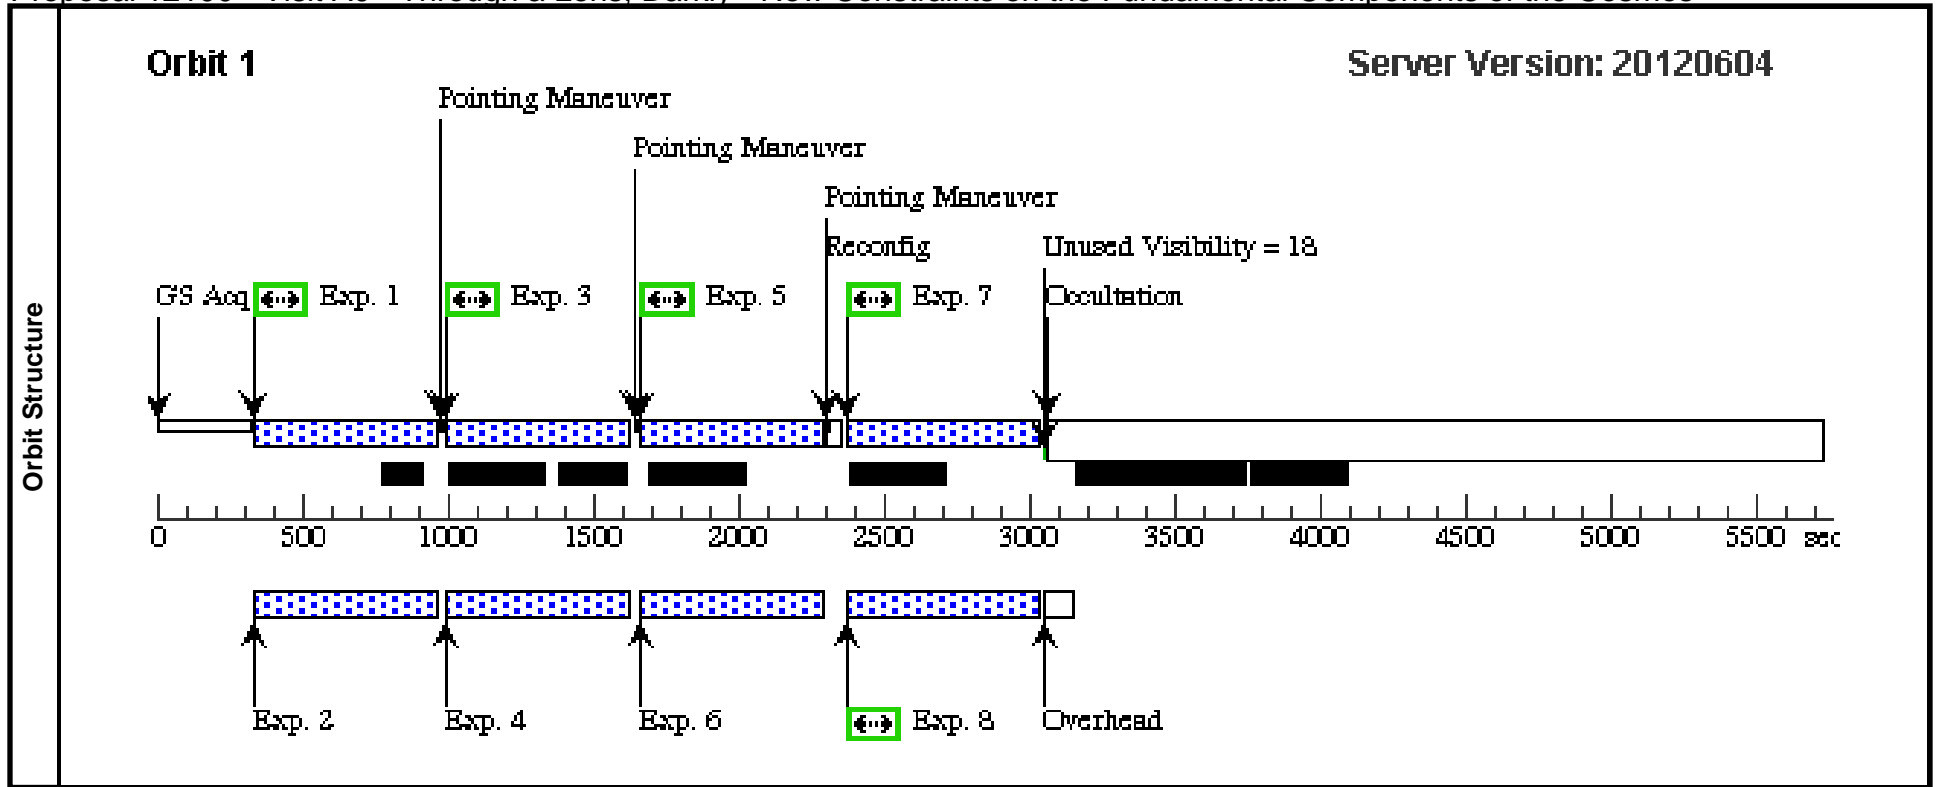 Orbit 1
Server Version: 20120604
Pointing Maneuver
Pointing Maneuver
Pointing Maneuver
Reconfig
Unused Visibility = 18
GS Acq
Exp. 1
Exp. 3
Exp. 5
Exp. 7
Occultation
Orbit Structure
0 500 1000 1500 2000 2500 3000 3500 4000 4500 5000 5500 sec
Exp. 2
Exp. 4
Exp. 6
Exp. 8
Overhead